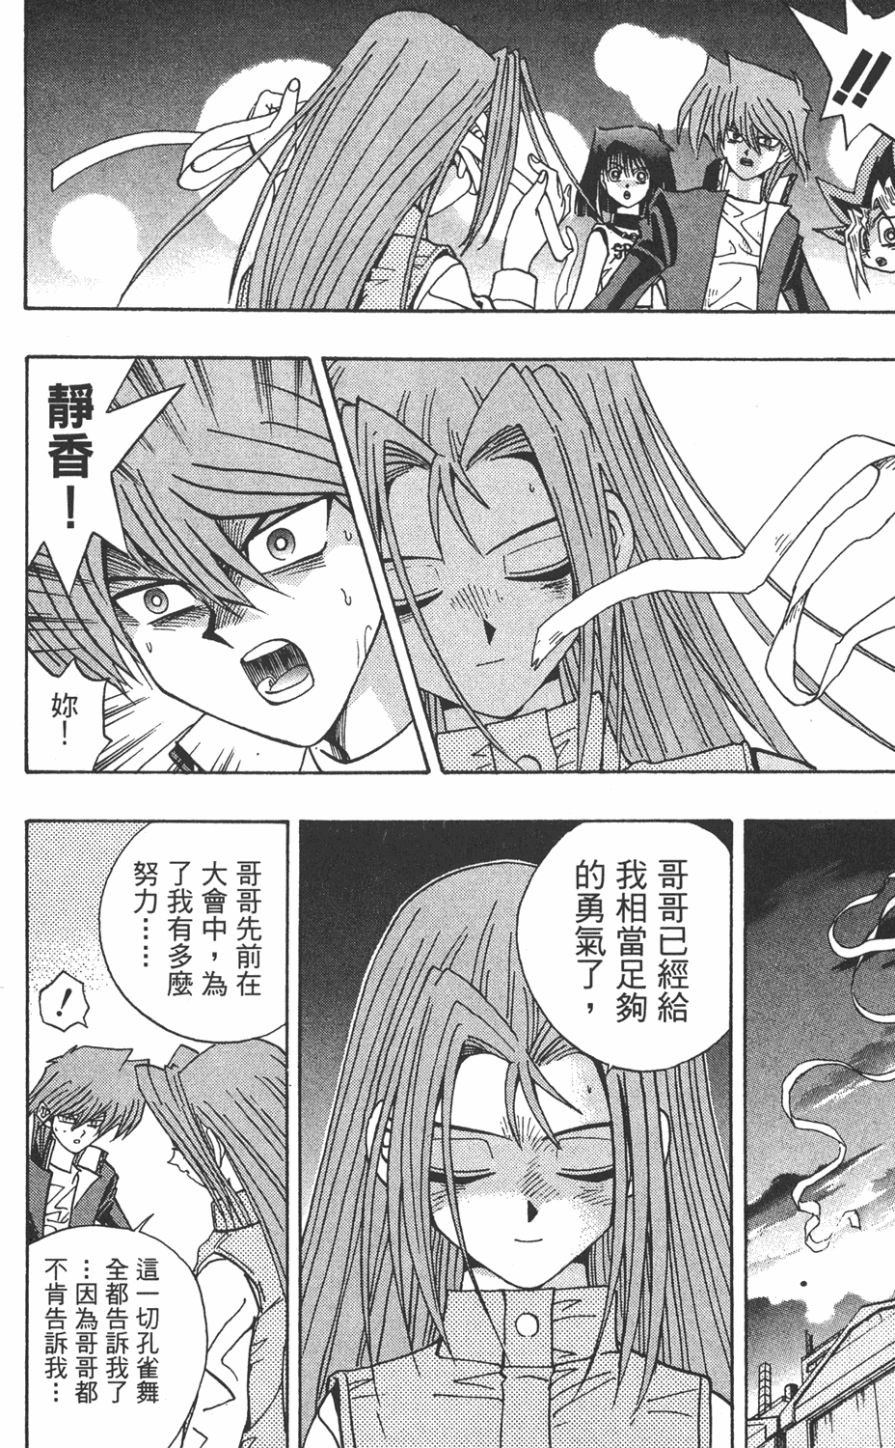 !!
靜香！
妳！
哥哥已經給
我相當足夠
的勇氣了，
哥哥先前在
大會中，為
了我有多麼
努力……
！
這一切孔雀舞
全都告訴我了
…因為哥哥都
不肯告訴我…